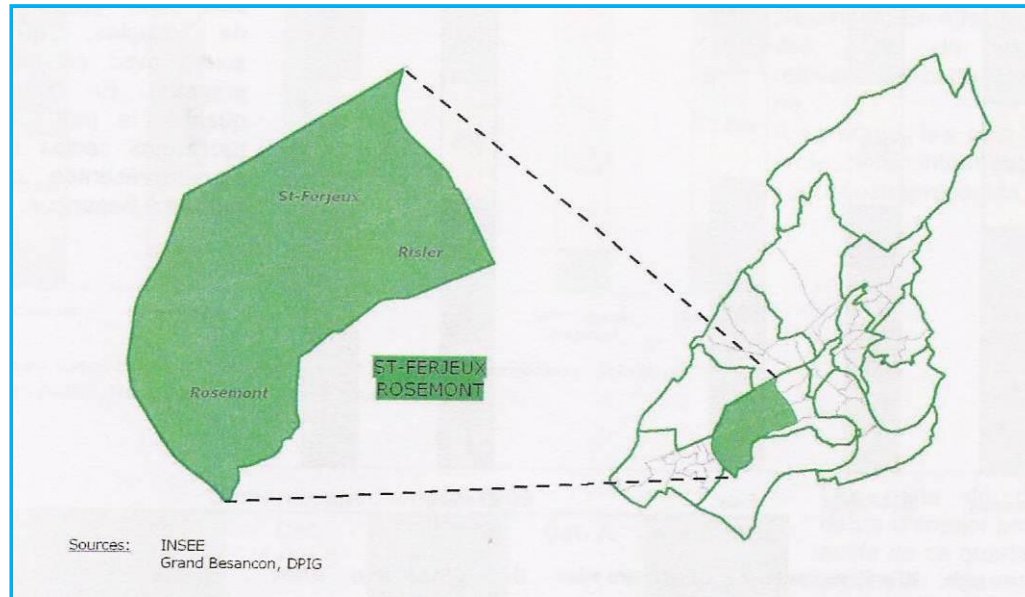 St-Ferjeux
Risler
ST-FERJEUX
ROSEMONT
Rosemont
Sources: INSEE
Grand Besancon, DPIG